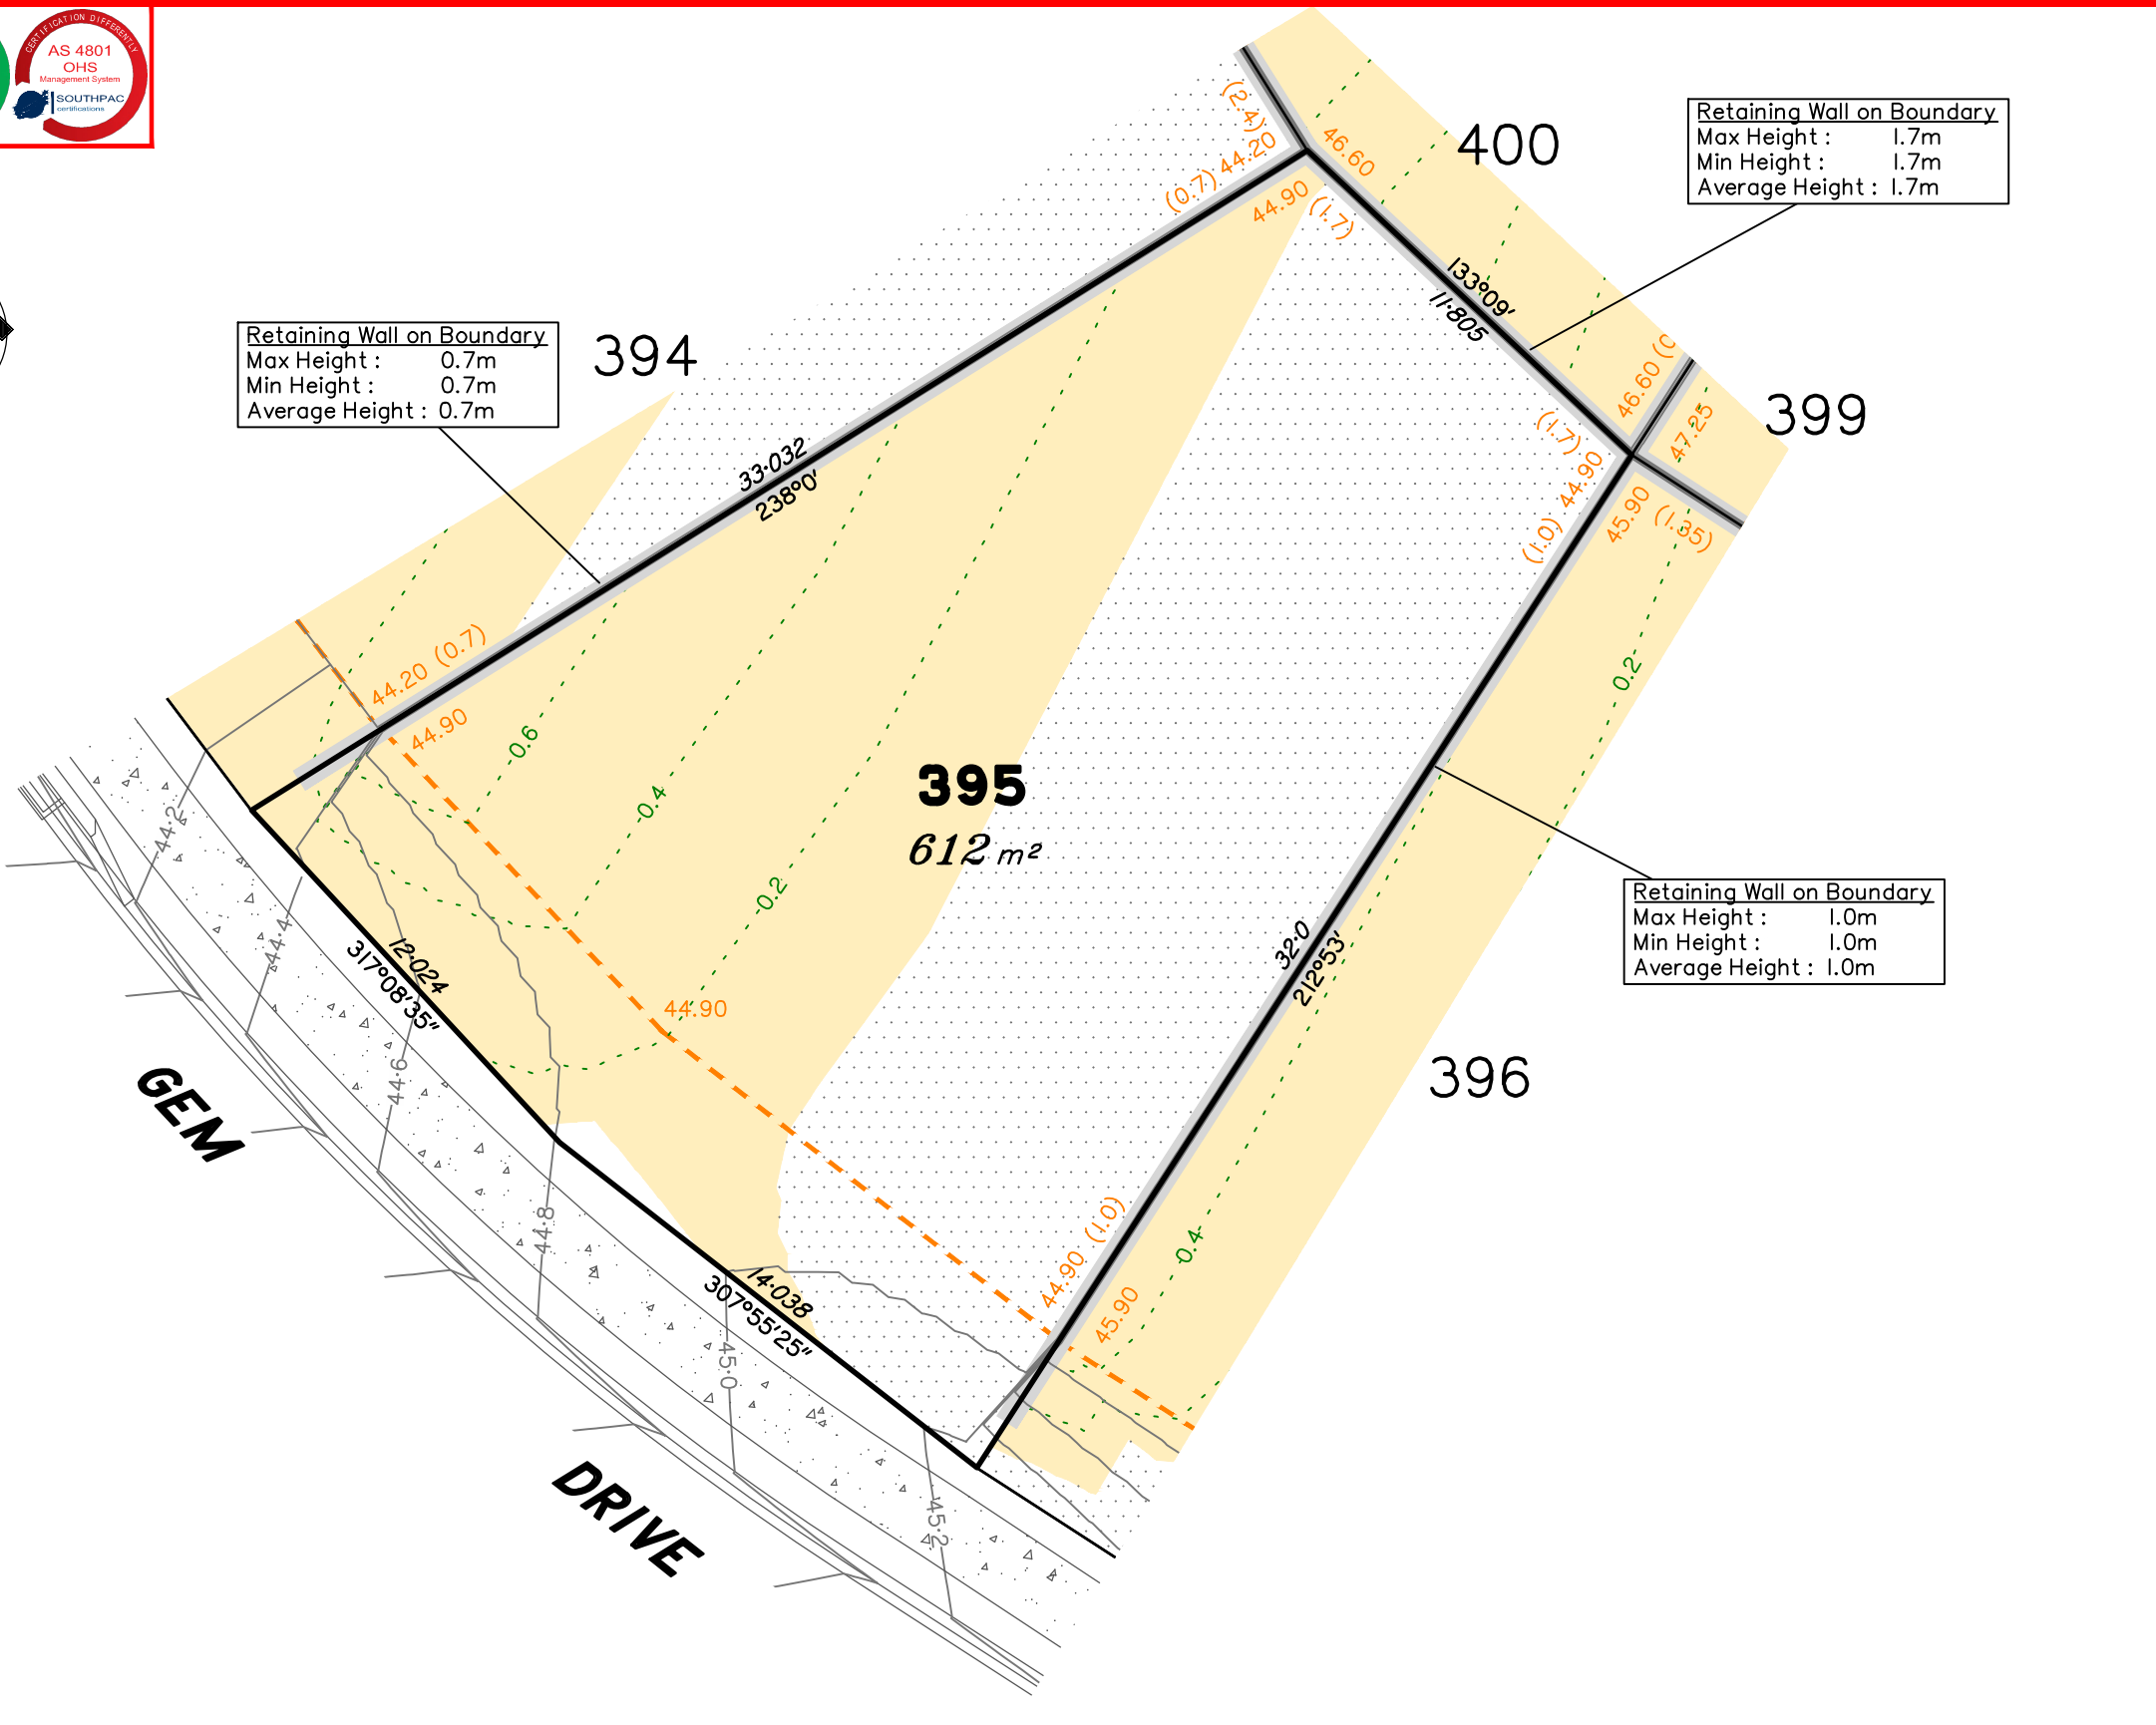 CERTIFICATION DIFFERENTLY
AS 4801
OHS
Management System
SOUTHPAC
certifications
400
Retaining Wall on Boundary
Max Height : 1.7m
Min Height : 1.7m
Average Height : 1.7m
(2.4)
(0.7) 44.20
46.60
44.90
(1.7)
133°09'
11·805
394
Retaining Wall on Boundary
Max Height : 0.7m
Min Height : 0.7m
Average Height : 0.7m
46.60 (0
47.25
399
33·032
238°0'
(1.7)
(1.0) 44.90
45.90
(1.35)
44.20 (0.7)
44.90
0.6
0.4
0.2
0.2
395
612 m²
44.2
44.4
44.6
44.8
45.0
45.2
12·024
317°08'35"
44.90
32·0
212°53'
Retaining Wall on Boundary
Max Height : 1.0m
Min Height : 1.0m
Average Height : 1.0m
396
GEM
DRIVE
14·038
307°55'25"
44.90 (1.0)
45.90
0.4